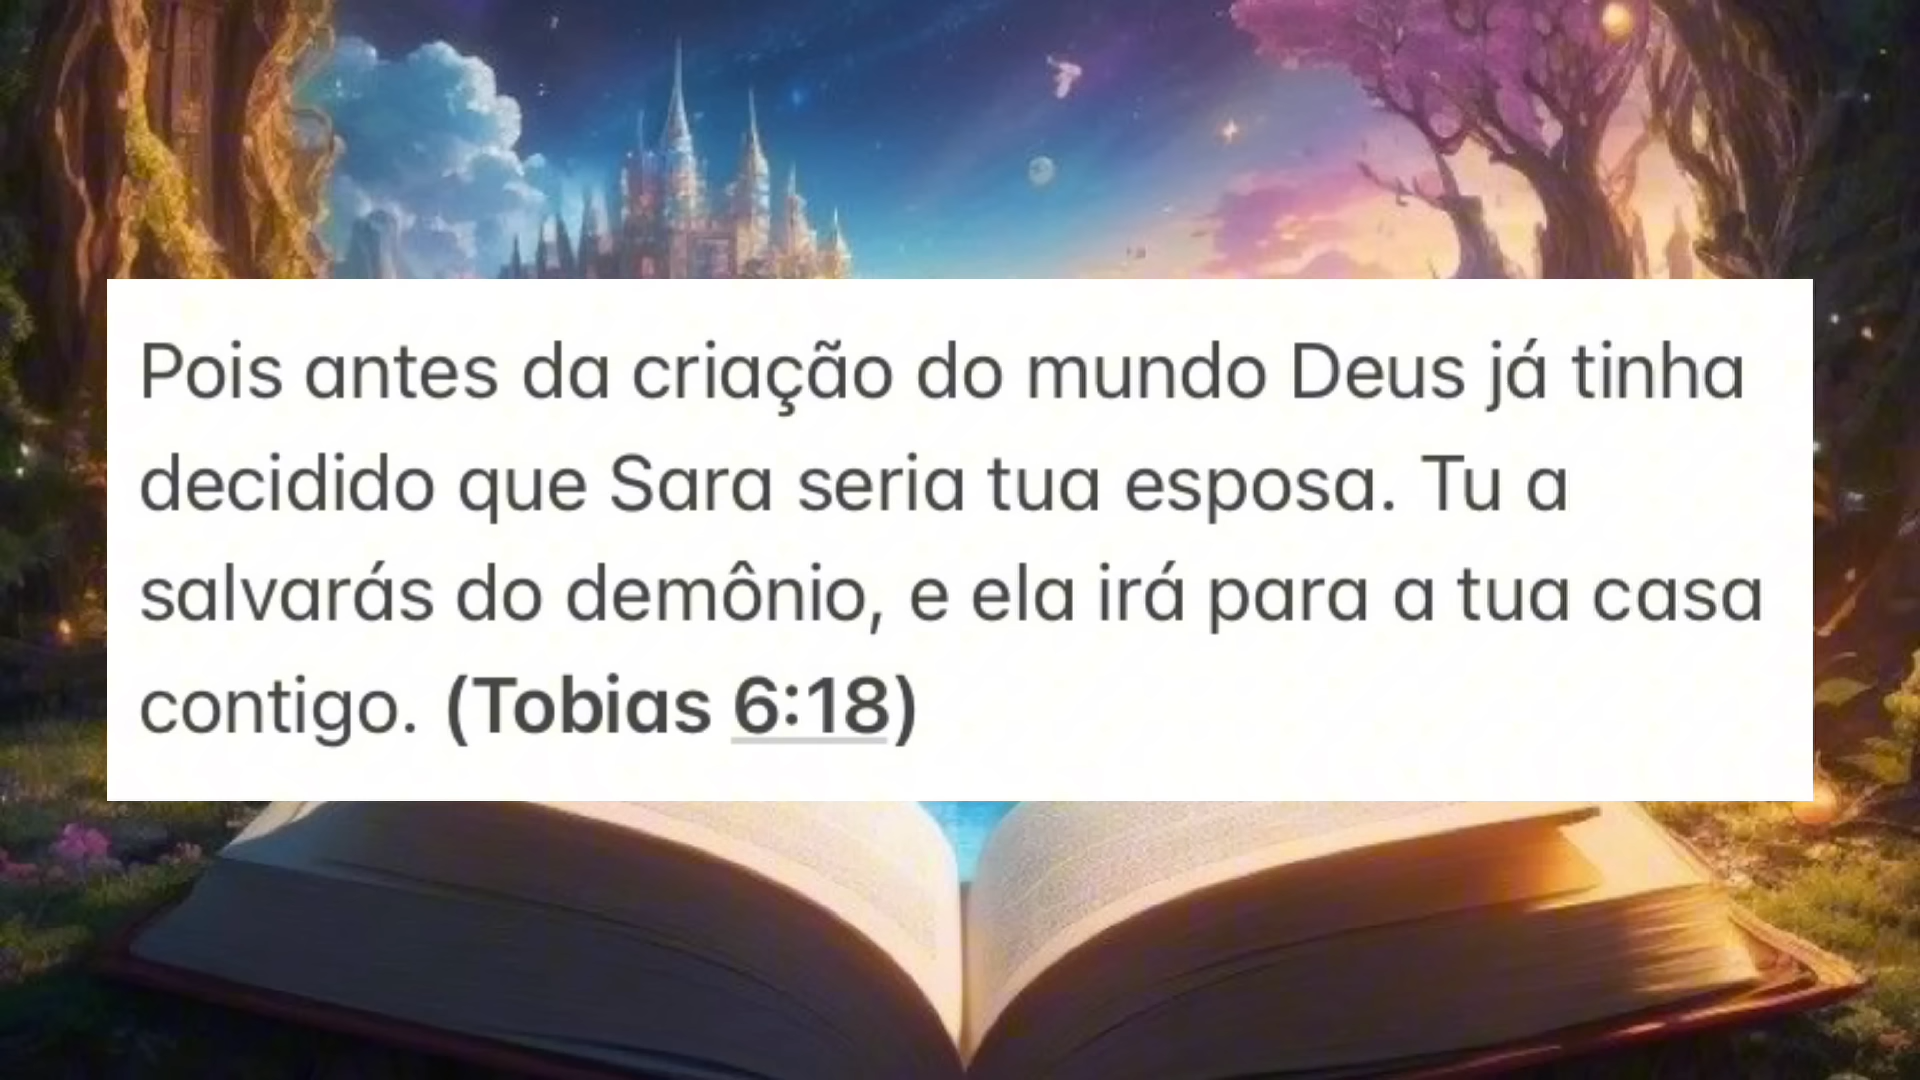 Pois antes da criação do mundo Deus já tinha
decidido que Sara seria tua esposa. Tu a
salvarás do demônio, e ela irá para a tua casa
contigo. (Tobias 6:18)